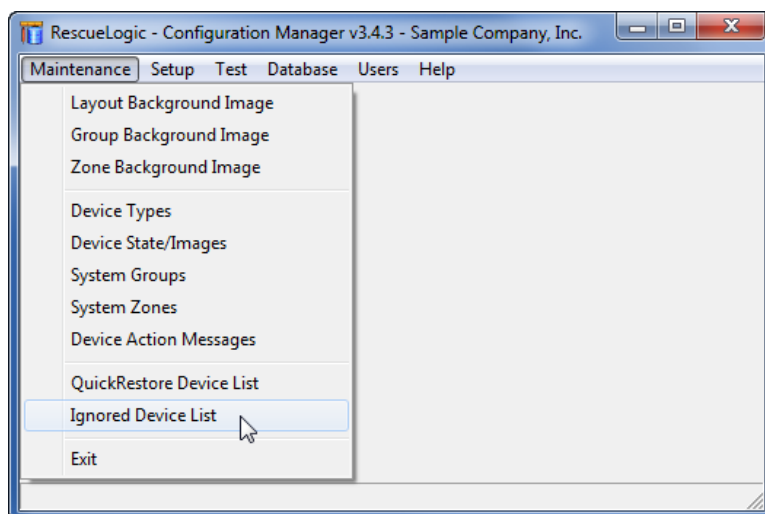 RescueLogic - Configuration Manager v3.4.3 - Sample Company, Inc.
Maintenance Setup Test Database Users Help
Layout Background Image
Group Background Image
Zone Background Image
Device Types
Device State/Images
System Groups
System Zones
Device Action Messages
QuickRestore Device List
Ignored Device List
Exit